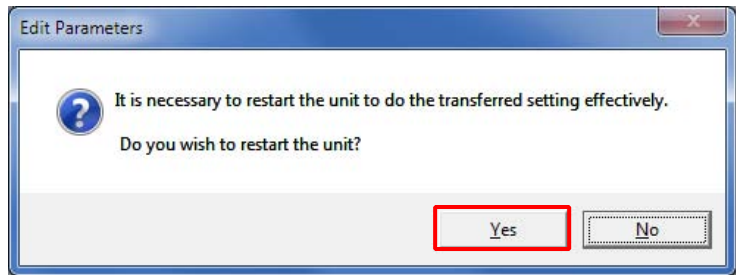 Edit Parameters
It is necessary to restart the unit to do the transferred setting effectively.
Do you wish to restart the unit?
Yes
No